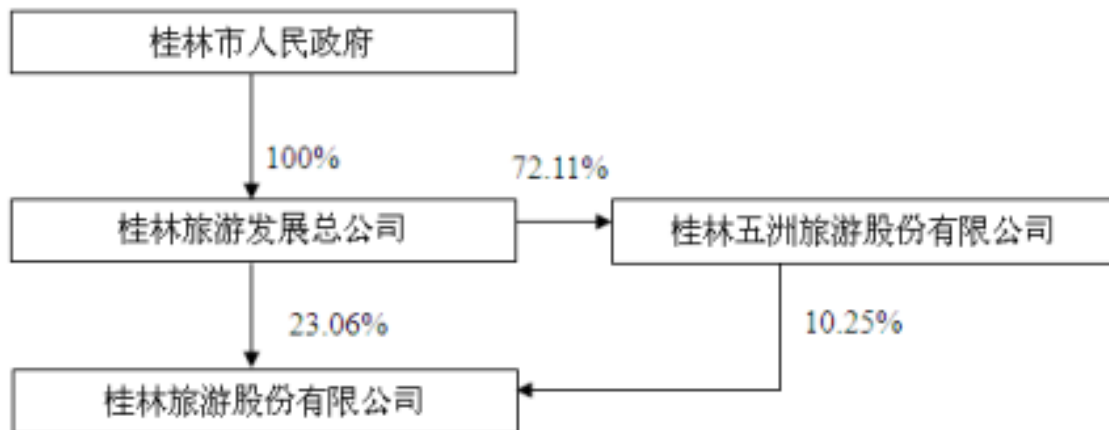 桂林市人民政府
100%
72.11%
桂林旅游发展总公司
桂林五洲旅游股份有限公司
23.06%
10.25%
桂林旅游股份有限公司